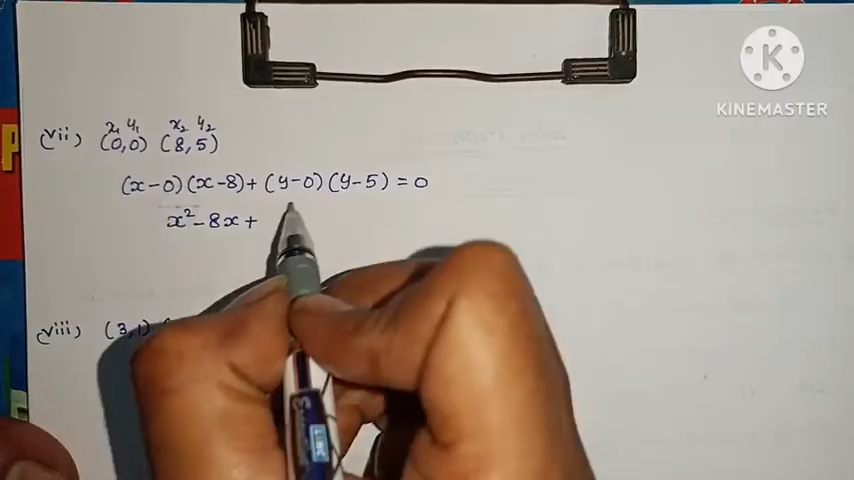 x₁ y₁ x₂ y₂
vii) (0,0) (8,5)
(x-0)(x-8)+(y-0)(y-5)=0
x²-8x+
viii) (3,1)
K
KINEMASTER
P